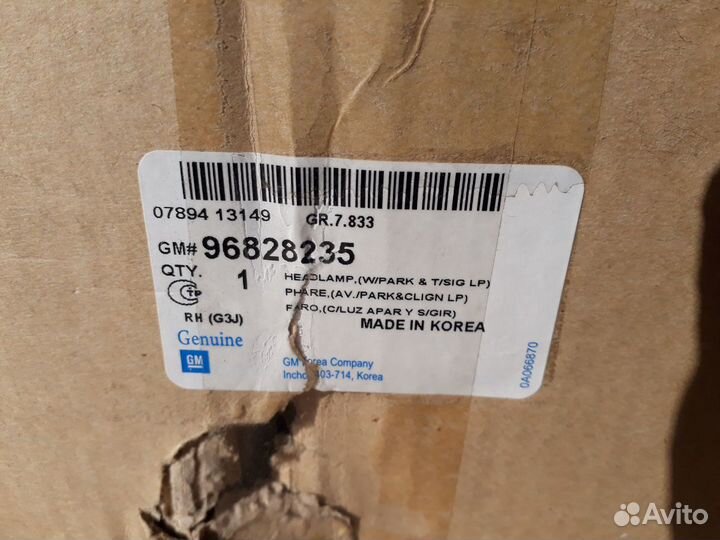 07894 13149 GR.7.833
GM# 96828235
QTY. 1 HEADLAMP,(W/PARK & T/SIG LP)
PHARE,(AV./PARK&CLIGN LP)
FARO,(C/LUZ APAR Y S/GIR)
RH (G3J) MADE IN KOREA
Genuine
GM
GM Korea Company
Incheon 403-714, Korea
0A066870
Avito